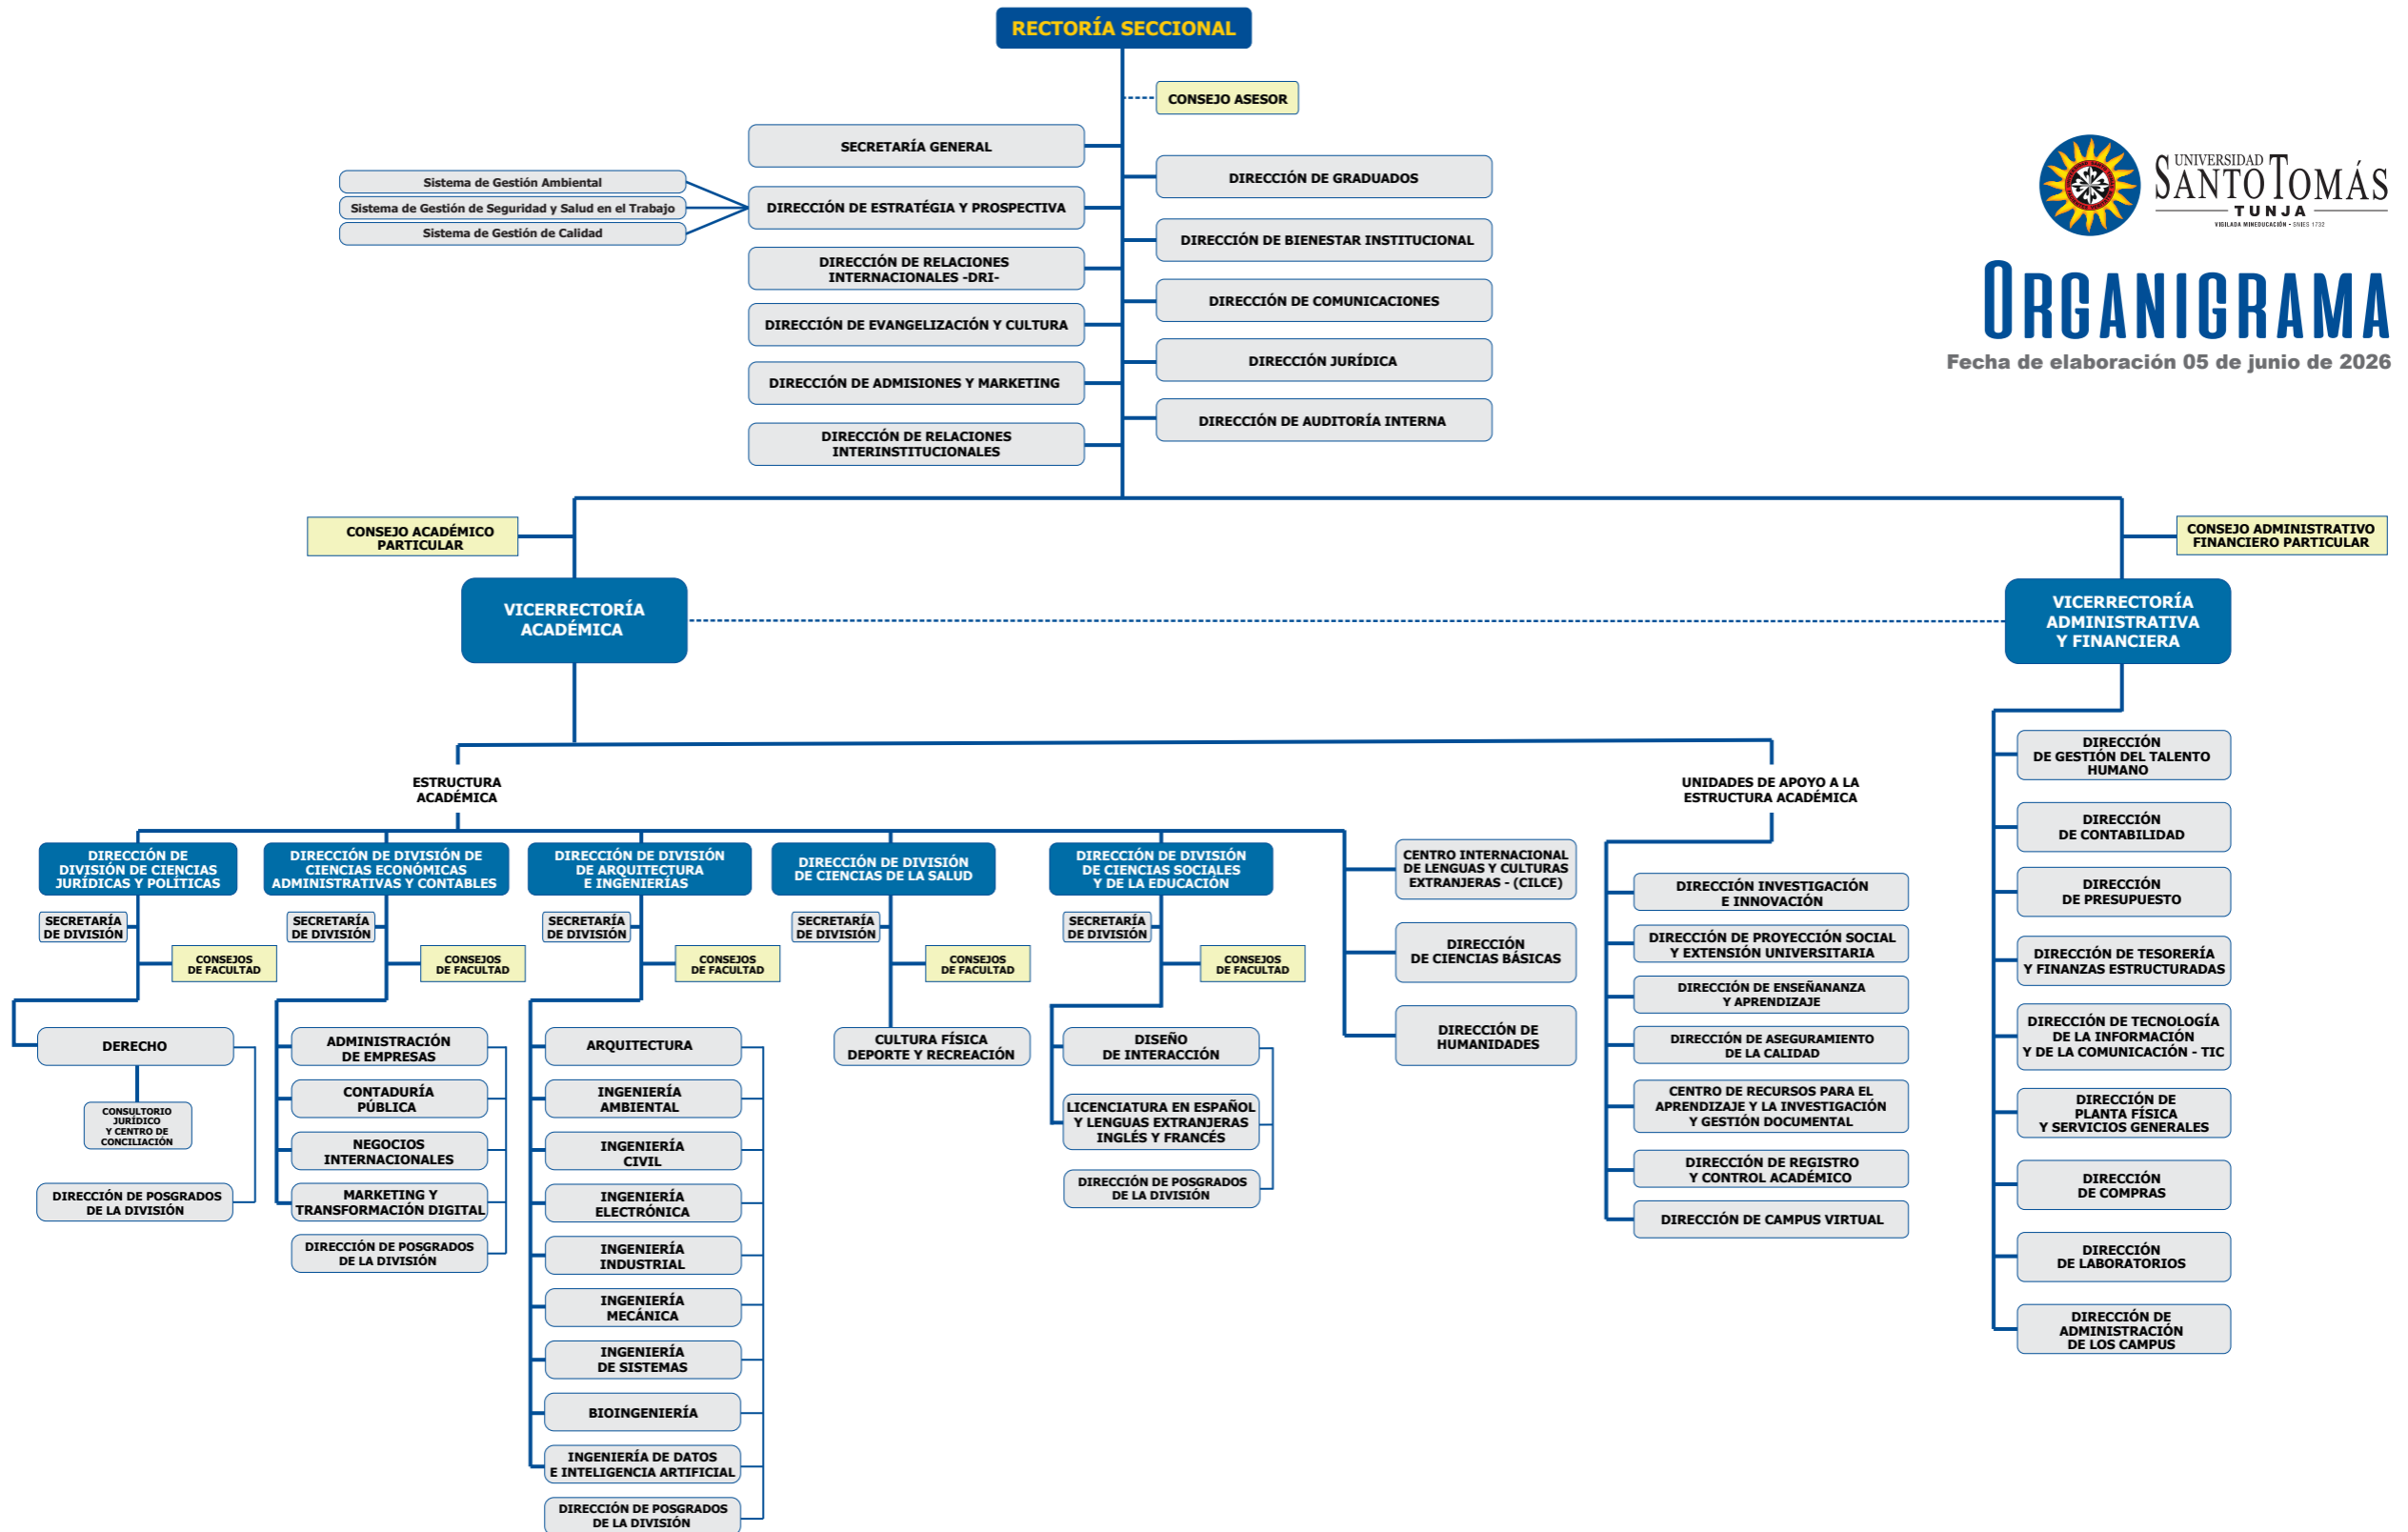 RECTORÍA SECCIONAL
CONSEJO ASESOR
SECRETARÍA GENERAL
DIRECCIÓN DE GRADUADOS
Sistema de Gestión Ambiental
Sistema de Gestión de Seguridad y Salud en el Trabajo
Sistema de Gestión de Calidad
DIRECCIÓN DE ESTRATÉGIA Y PROSPECTIVA
DIRECCIÓN DE BIENESTAR INSTITUCIONAL
DIRECCIÓN DE RELACIONES
INTERNACIONALES -DRI-
DIRECCIÓN DE COMUNICACIONES
DIRECCIÓN DE EVANGELIZACIÓN Y CULTURA
DIRECCIÓN JURÍDICA
DIRECCIÓN DE ADMISIONES Y MARKETING
DIRECCIÓN DE AUDITORÍA INTERNA
DIRECCIÓN DE RELACIONES
INTERINSTITUCIONALES
UNIVERSIDAD
SANTO TOMÁS
TUNJA
VIGILADA MINEDUCACIÓN - SNIES 1732
ORGANIGRAMA
Fecha de elaboración 05 de junio de 2026
CONSEJO ACADÉMICO
PARTICULAR
CONSEJO ADMINISTRATIVO
FINANCIERO PARTICULAR
VICERRECTORÍA
ACADÉMICA
VICERRECTORÍA
ADMINISTRATIVA
Y FINANCIERA
ESTRUCTURA
ACADÉMICA
UNIDADES DE APOYO A LA
ESTRUCTURA ACADÉMICA
DIRECCIÓN DE
DIVISIÓN DE CIENCIAS
JURÍDICAS Y POLÍTICAS
SECRETARÍA
DE DIVISIÓN
CONSEJOS
DE FACULTAD
DERECHO
CONSULTORIO
JURÍDICO
Y CENTRO DE
CONCILIACIÓN
DIRECCIÓN DE POSGRADOS
DE LA DIVISIÓN
DIRECCIÓN DE DIVISIÓN DE
CIENCIAS ECONÓMICAS
ADMINISTRATIVAS Y CONTABLES
SECRETARÍA
DE DIVISIÓN
CONSEJOS
DE FACULTAD
ADMINISTRACIÓN
DE EMPRESAS
CONTADURÍA
PÚBLICA
NEGOCIOS
INTERNACIONALES
MARKETING Y
TRANSFORMACIÓN DIGITAL
DIRECCIÓN DE POSGRADOS
DE LA DIVISIÓN
DIRECCIÓN DE DIVISIÓN
DE ARQUITECTURA
E INGENIERÍAS
SECRETARÍA
DE DIVISIÓN
CONSEJOS
DE FACULTAD
ARQUITECTURA
INGENIERÍA
AMBIENTAL
INGENIERÍA
CIVIL
INGENIERÍA
ELECTRÓNICA
INGENIERÍA
INDUSTRIAL
INGENIERÍA
MECÁNICA
INGENIERÍA
DE SISTEMAS
BIOINGENIERÍA
INGENIERÍA DE DATOS
E INTELIGENCIA ARTIFICIAL
DIRECCIÓN DE POSGRADOS
DE LA DIVISIÓN
DIRECCIÓN DE DIVISIÓN
DE CIENCIAS DE LA SALUD
SECRETARÍA
DE DIVISIÓN
CONSEJOS
DE FACULTAD
CULTURA FÍSICA
DEPORTE Y RECREACIÓN
DIRECCIÓN DE DIVISIÓN
DE CIENCIAS SOCIALES
Y DE LA EDUCACIÓN
SECRETARÍA
DE DIVISIÓN
CONSEJOS
DE FACULTAD
DISEÑO
DE INTERACCIÓN
LICENCIATURA EN ESPAÑOL
Y LENGUAS EXTRANJERAS
INGLÉS Y FRANCÉS
DIRECCIÓN DE POSGRADOS
DE LA DIVISIÓN
CENTRO INTERNACIONAL
DE LENGUAS Y CULTURAS
EXTRANJERAS - (CILCE)
DIRECCIÓN
DE CIENCIAS BÁSICAS
DIRECCIÓN DE
HUMANIDADES
DIRECCIÓN INVESTIGACIÓN
E INNOVACIÓN
DIRECCIÓN DE PROYECCIÓN SOCIAL
Y EXTENSIÓN UNIVERSITARIA
DIRECCIÓN DE ENSEÑANANZA
Y APRENDIZAJE
DIRECCIÓN DE ASEGURAMIENTO
DE LA CALIDAD
CENTRO DE RECURSOS PARA EL
APRENDIZAJE Y LA INVESTIGACIÓN
Y GESTIÓN DOCUMENTAL
DIRECCIÓN DE REGISTRO
Y CONTROL ACADÉMICO
DIRECCIÓN DE CAMPUS VIRTUAL
DIRECCIÓN
DE GESTIÓN DEL TALENTO
HUMANO
DIRECCIÓN
DE CONTABILIDAD
DIRECCIÓN
DE PRESUPUESTO
DIRECCIÓN DE TESORERÍA
Y FINANZAS ESTRUCTURADAS
DIRECCIÓN DE TECNOLOGÍA
DE LA INFORMACIÓN
Y DE LA COMUNICACIÓN - TIC
DIRECCIÓN DE
PLANTA FÍSICA
Y SERVICIOS GENERALES
DIRECCIÓN
DE COMPRAS
DIRECCIÓN
DE LABORATORIOS
DIRECCIÓN DE
ADMINISTRACIÓN
DE LOS CAMPUS